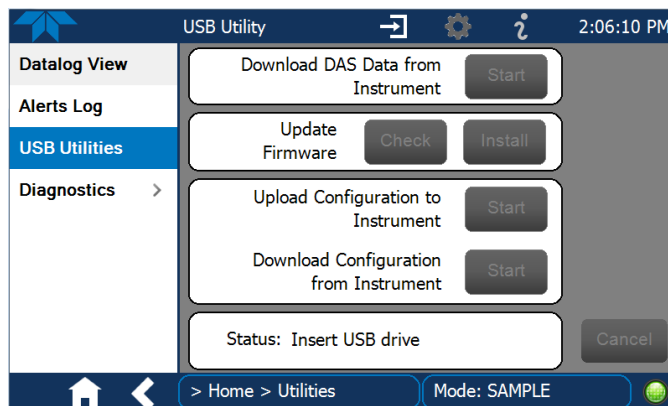 USB Utility
2:06:10 PM
Datalog View
Alerts Log
USB Utilities
Diagnostics >
Download DAS Data from
Instrument
Start
Update
Firmware
Check
Install
Upload Configuration to
Instrument
Start
Download Configuration
from Instrument
Start
Status: Insert USB drive
Cancel
> Home > Utilities
Mode: SAMPLE